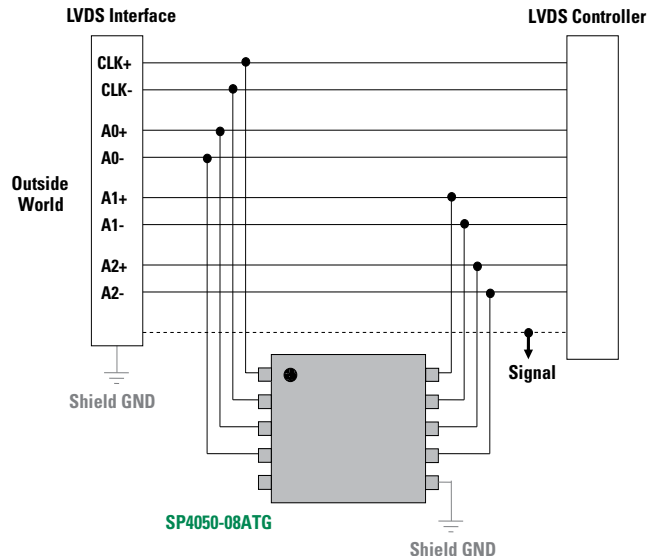 LVDS Interface
LVDS Controller
CLK+
CLK-
A0+
A0-
Outside
World
A1+
A1-
A2+
A2-
Signal
Shield GND
SP4050-08ATG
Shield GND